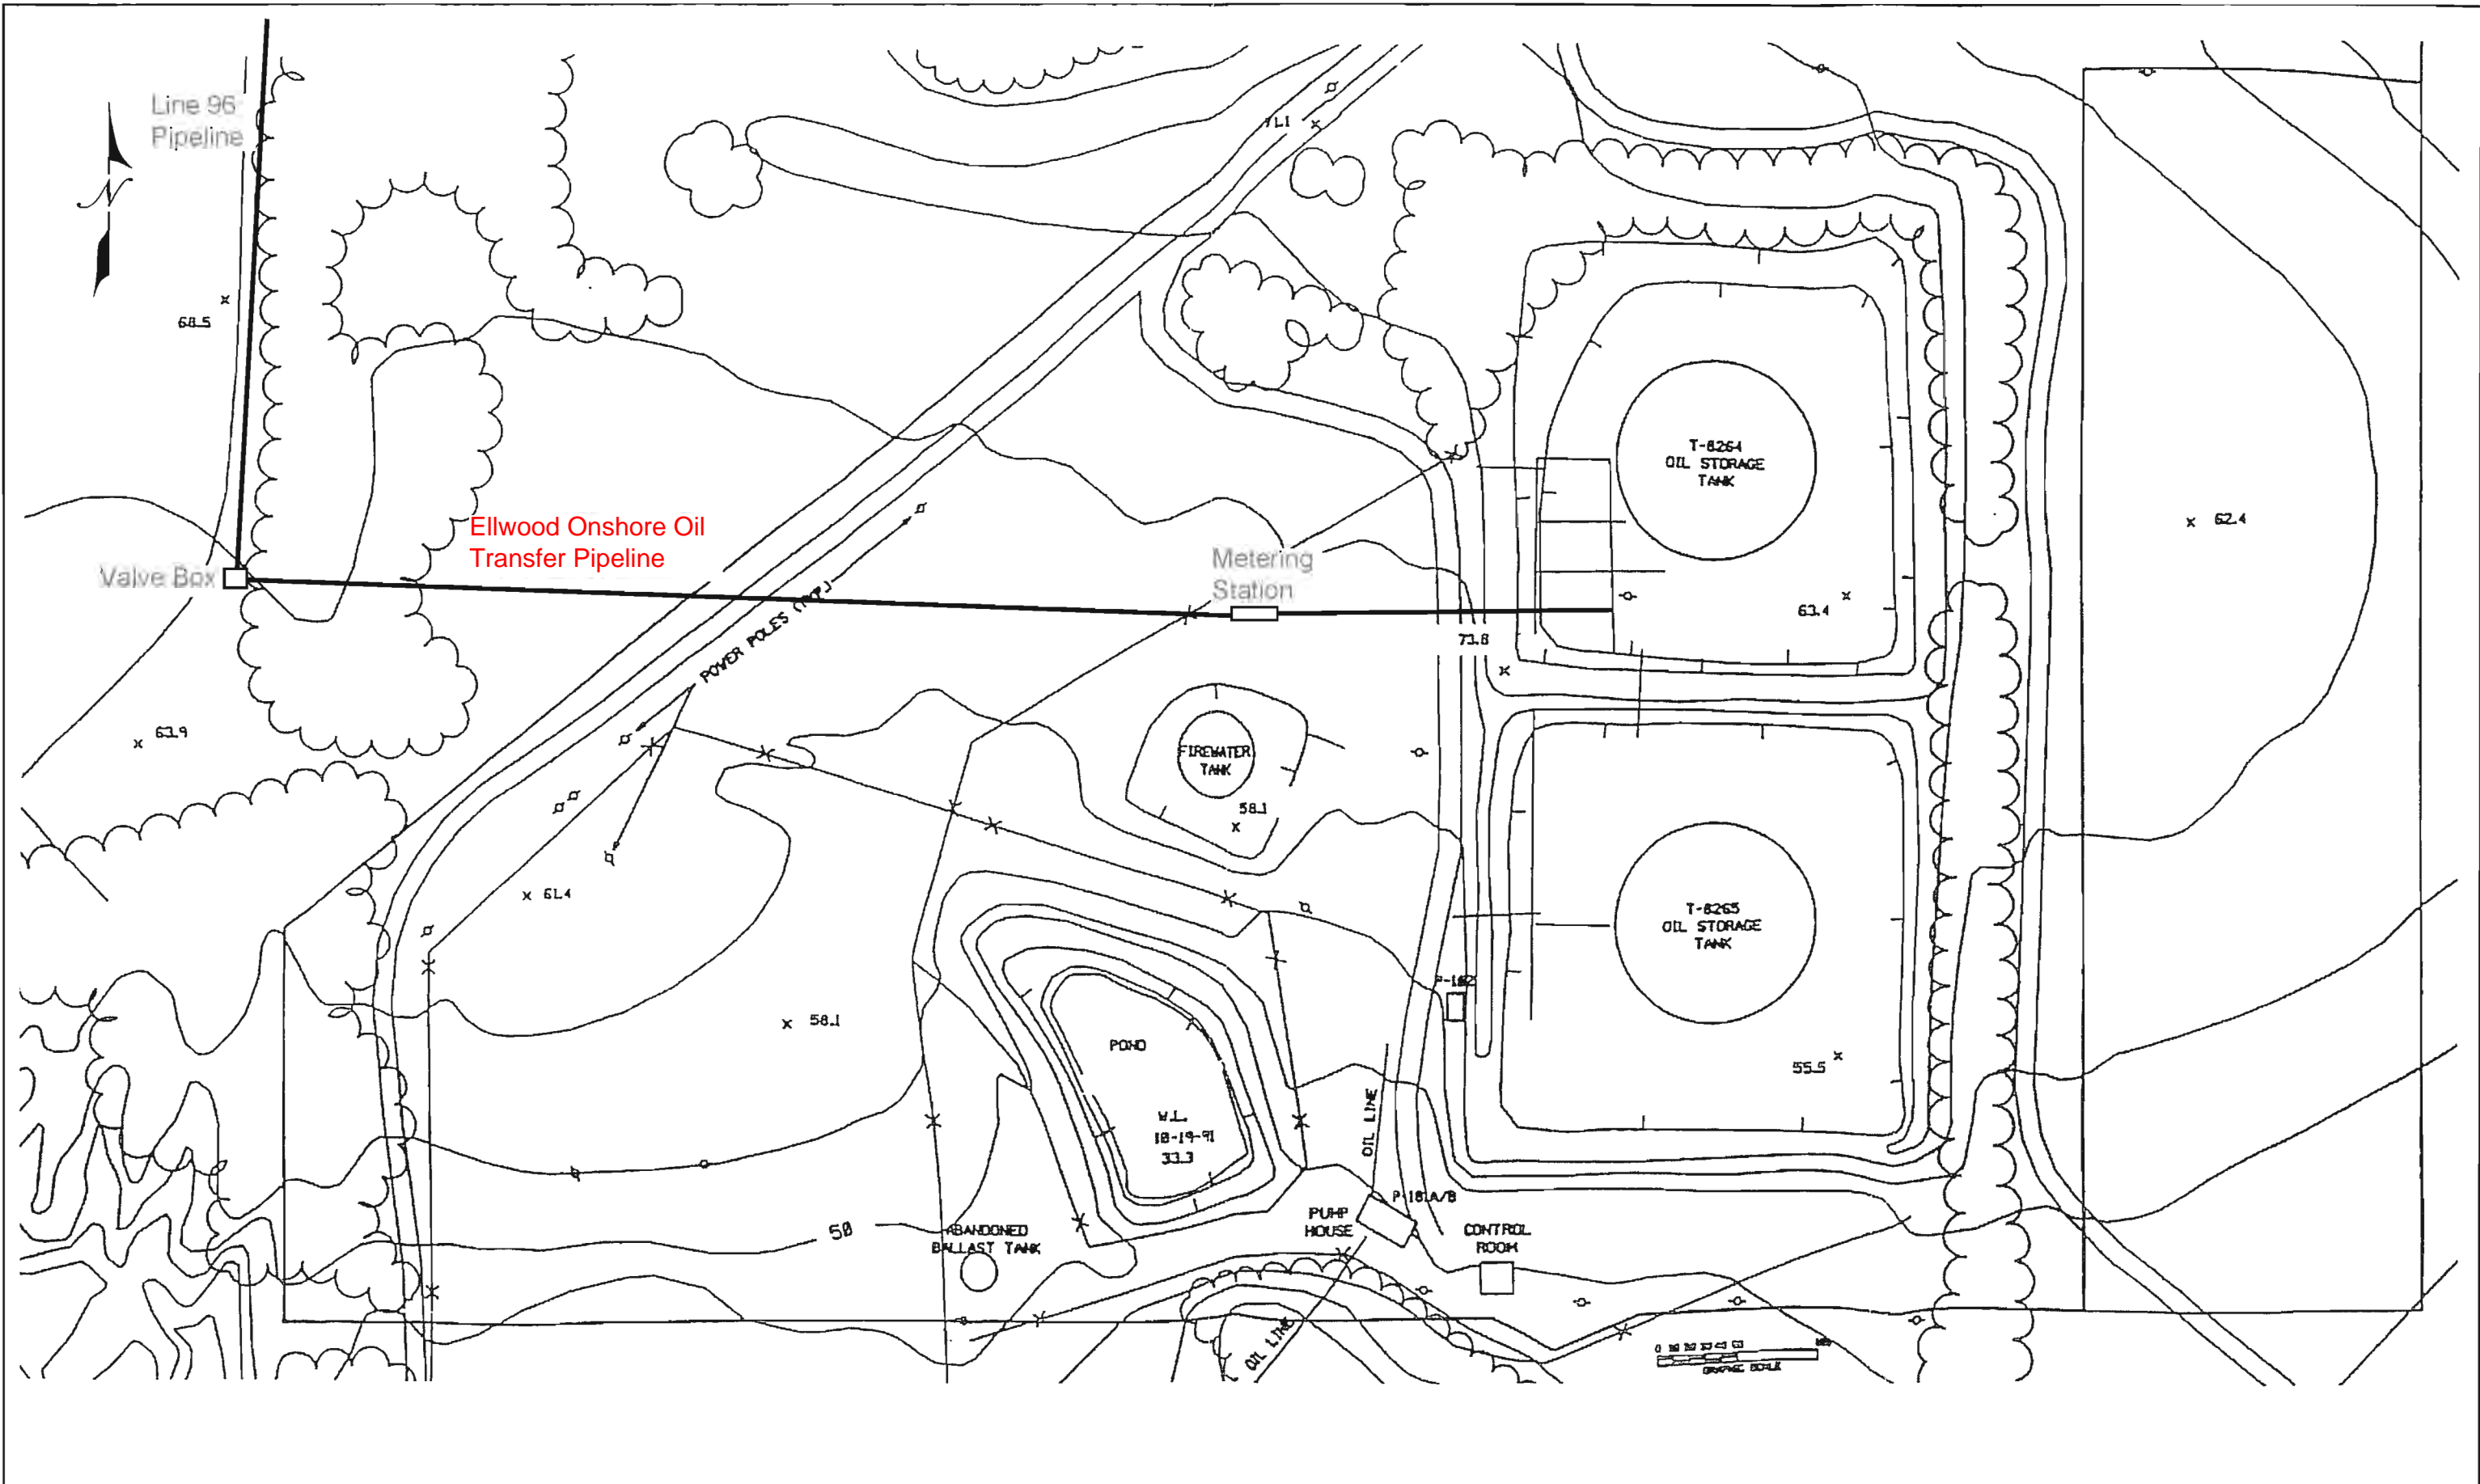 Line 96
Pipeline
N
71.1
68.5
T-8264
OIL STORAGE
TANK
62.4
Ellwood Onshore Oil
Transfer Pipeline
Valve Box
Metering
Station
POWER POLES (TYP.)
63.4
73.8
63.9
FIREWATER
TANK
58.1
61.4
T-8265
OIL STORAGE
TANK
58.1
POND
55.5
W.L.
10-19-91
33.3
OIL LINE
P-181A/B
PUMP
HOUSE
CONTROL
ROOM
50
ABANDONED
BALLAST TANK
OIL LINE
GRAPHIC SCALE